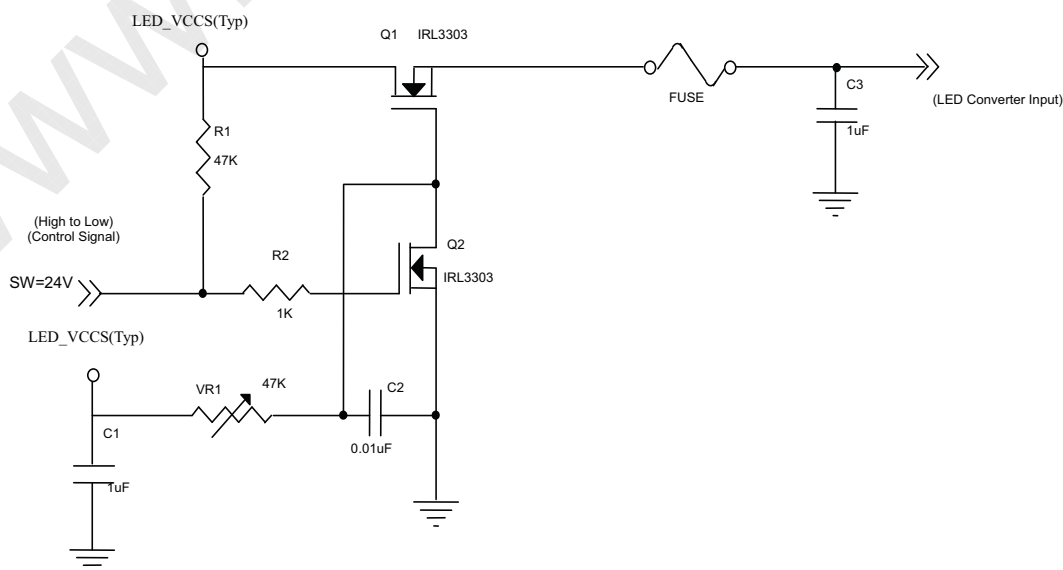 LED_VCCS(Typ)
Q1 IRL3303
R1
47K
FUSE
C3
1uF
(LED Converter Input)
(High to Low)
(Control Signal)
SW=24V
R2
1K
Q2
IRL3303
LED_VCCS(Typ)
VR1
47K
C2
0.01uF
C1
1uF